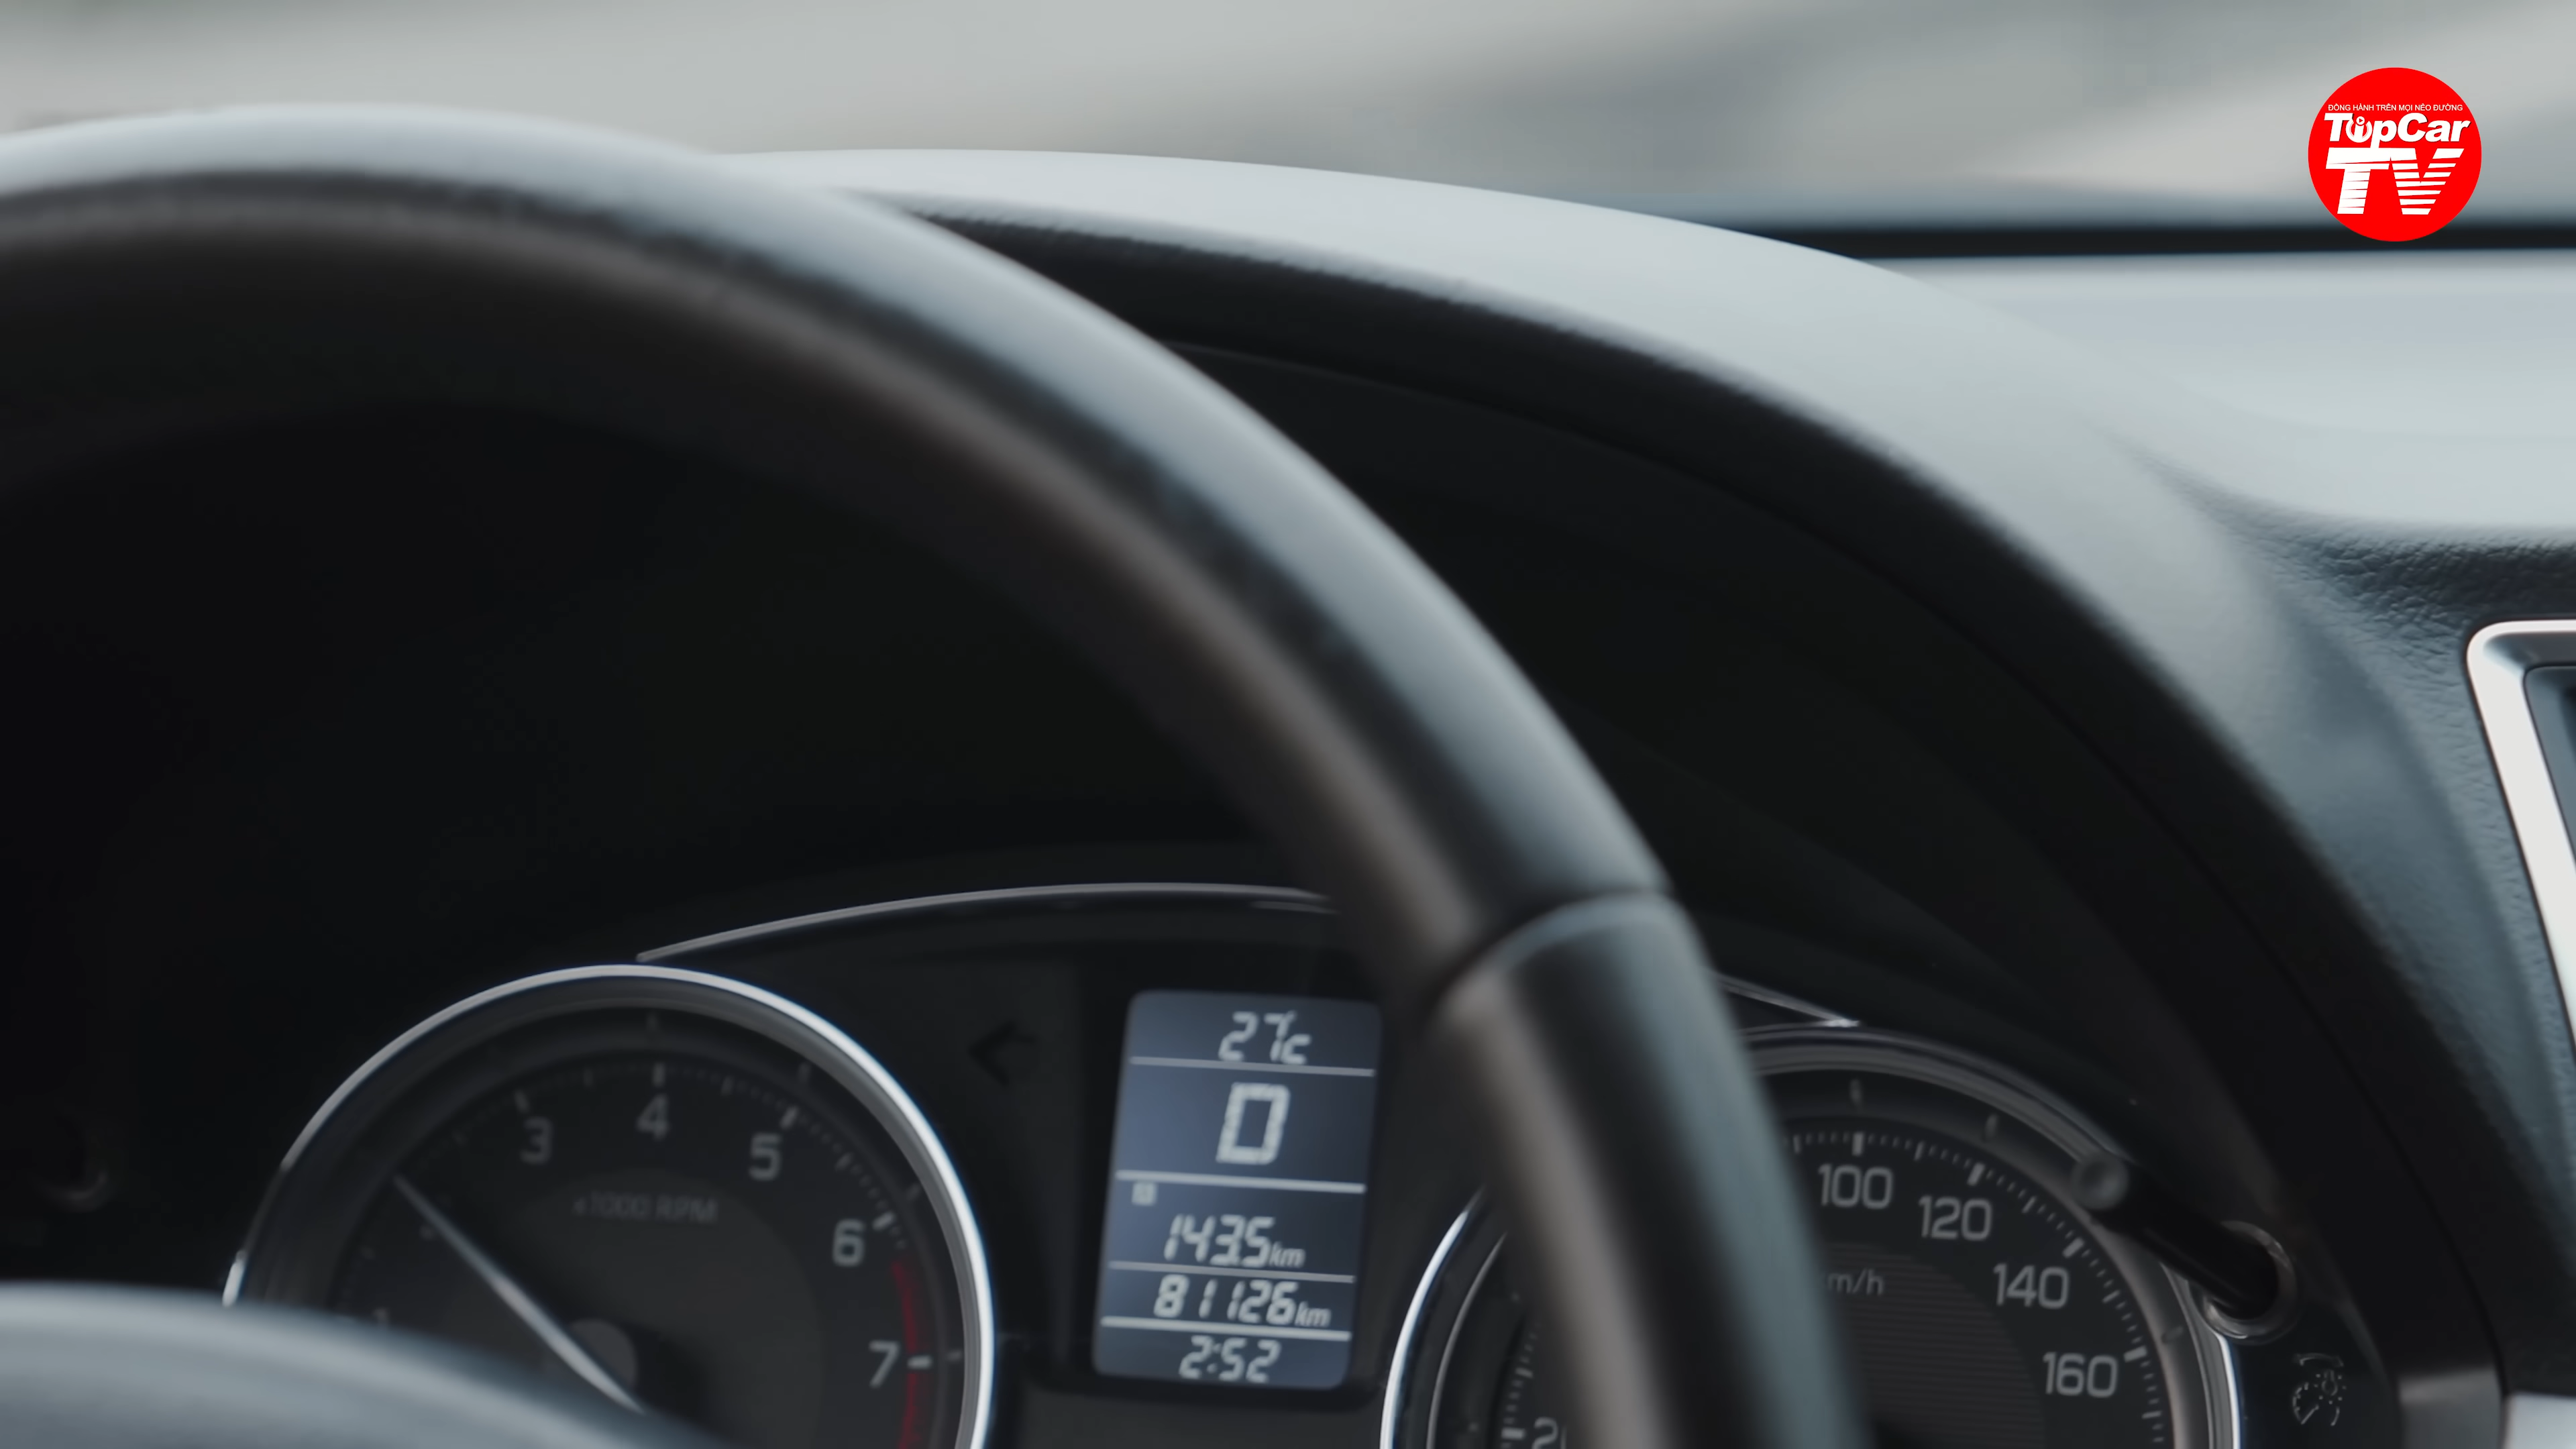 ĐỒNG HÀNH TRÊN MỌI NẺO ĐƯỜNG
TopCar
TV
27°c
D
3
4
5
x1000 RPM
6
7
143.5km
81126km
2:52
100
120
140
160
m/h